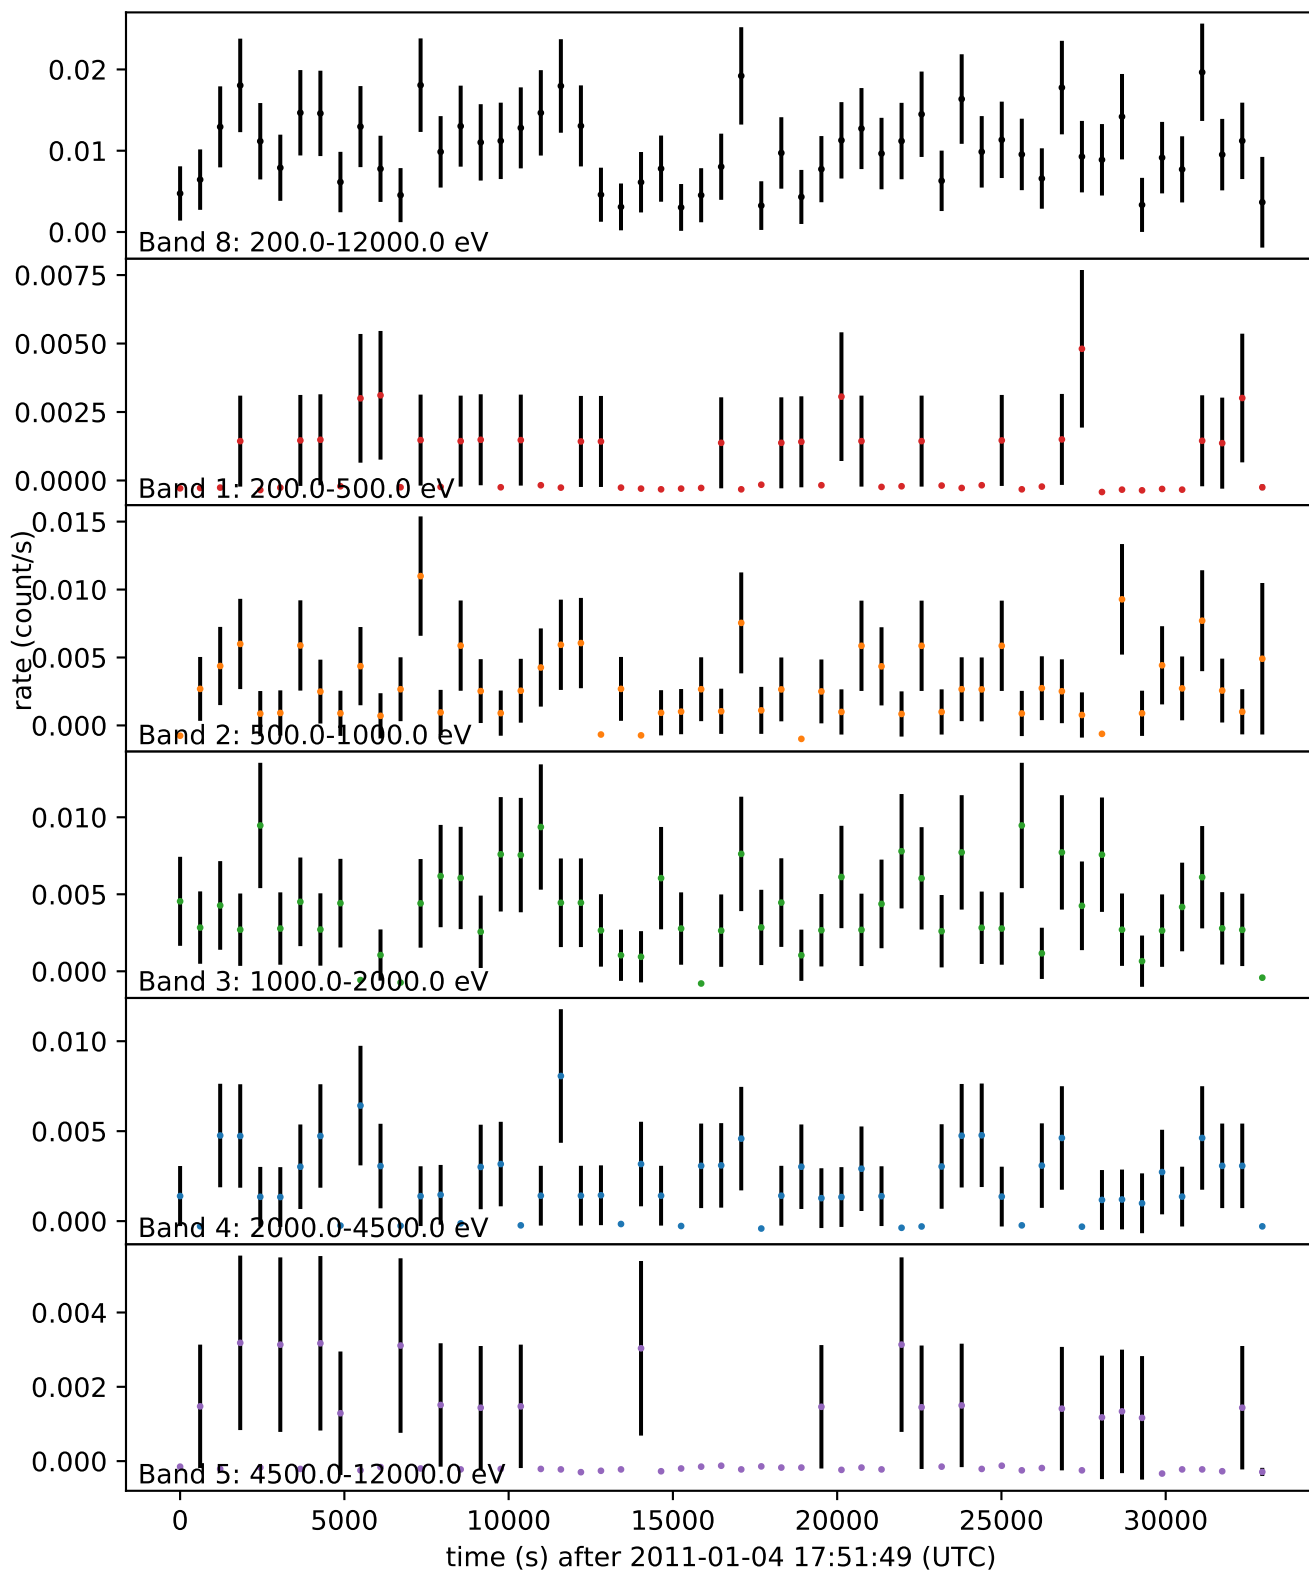 0.02
0.01
0.00
Band 8: 200.0-12000.0 eV
0.0075
0.0050
0.0025
0.0000
Band 1: 200.0-500.0 eV
rate (count/s)
0.015
0.010
0.005
0.000
Band 2: 500.0-1000.0 eV
0.010
0.005
0.000
Band 3: 1000.0-2000.0 eV
0.010
0.005
0.000
Band 4: 2000.0-4500.0 eV
0.004
0.002
0.000
Band 5: 4500.0-12000.0 eV
0 5000 10000 15000 20000 25000 30000
time (s) after 2011-01-04 17:51:49 (UTC)